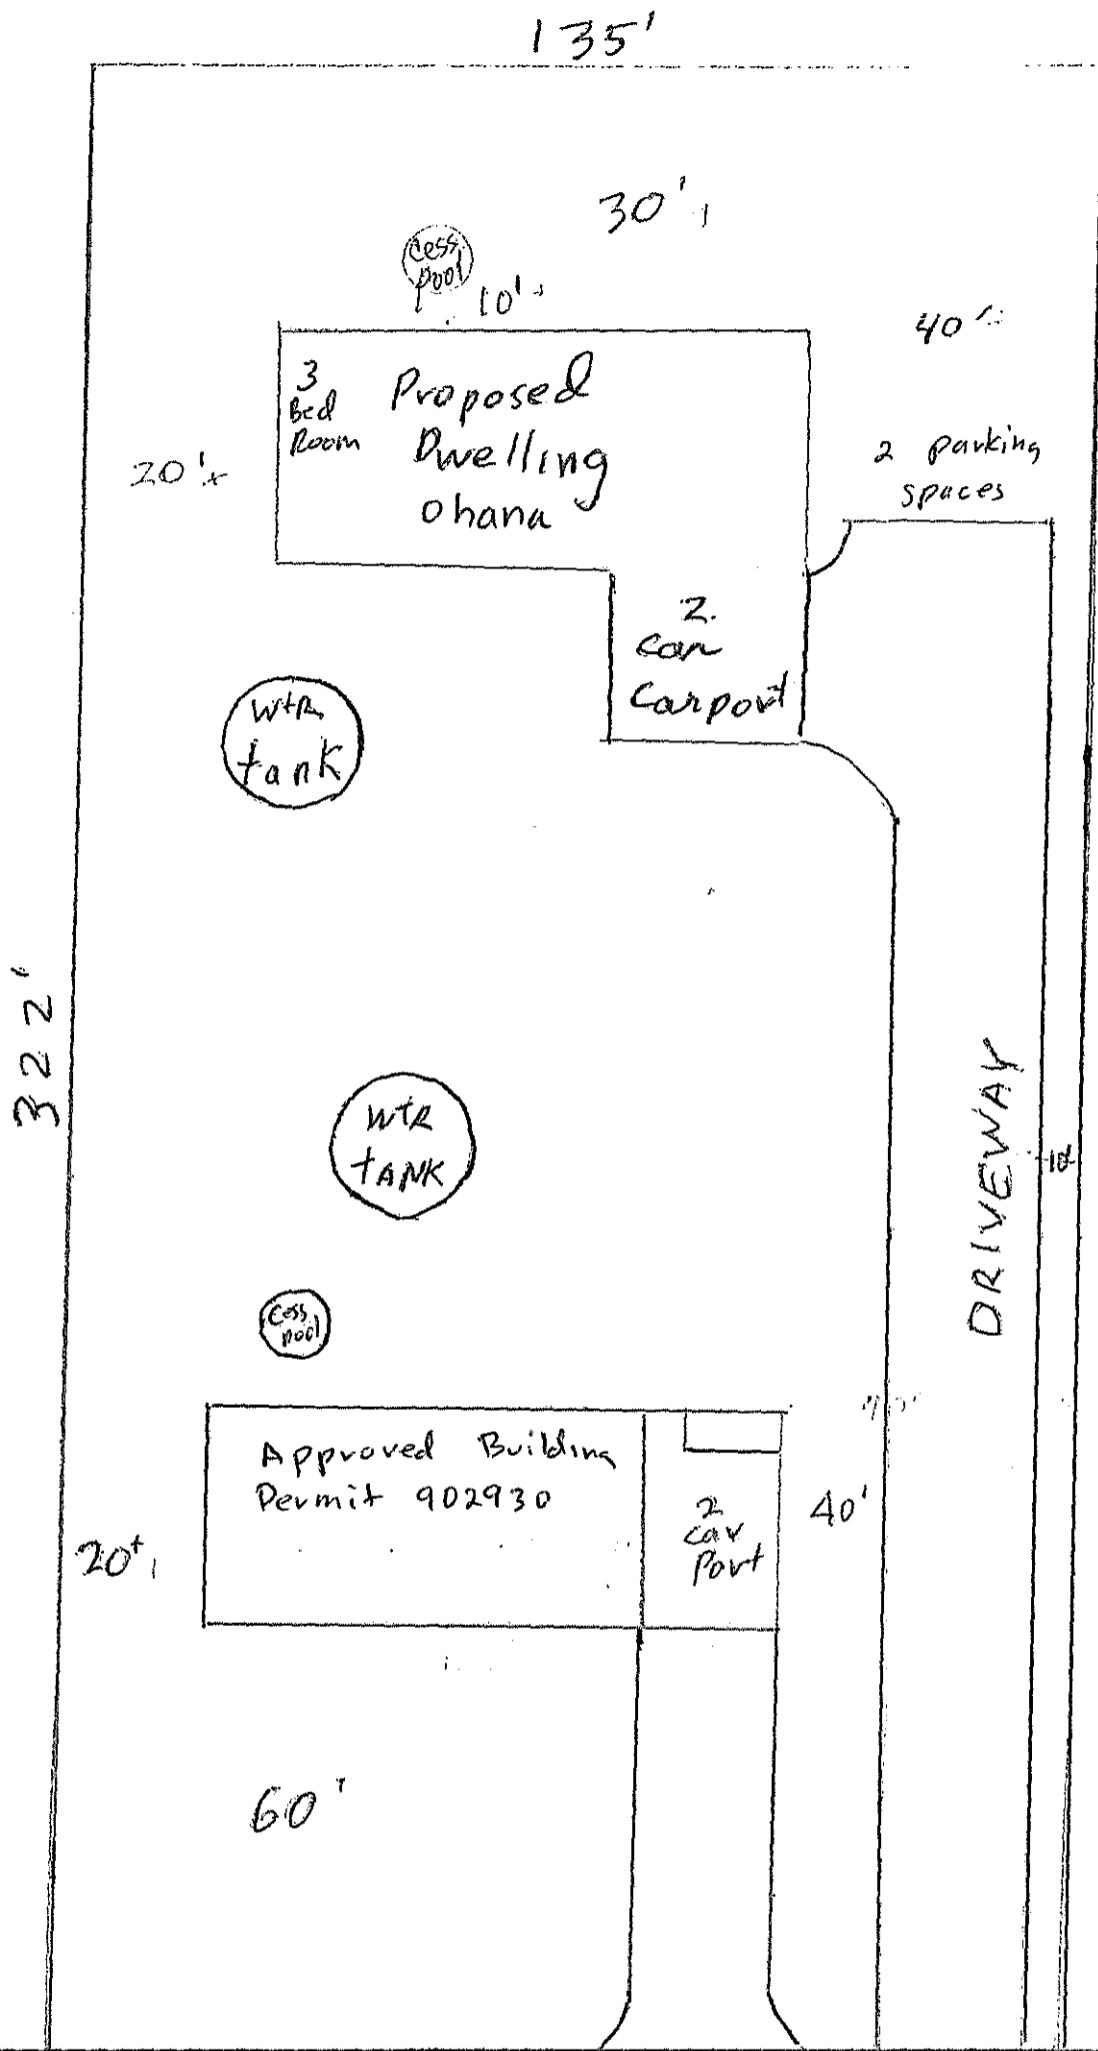 135'
30'
Cess
pool
10'
40'
3
Bed
Room
Proposed
Dwelling
Ohana
20'
2 parking
spaces
2.
Car
Carport
Wtr
tank
322'
WTR
TANK
DRIVEWAY
Cess
pool
Approved Building
Permit 902930
2
Car
Port
40'
20+
60'